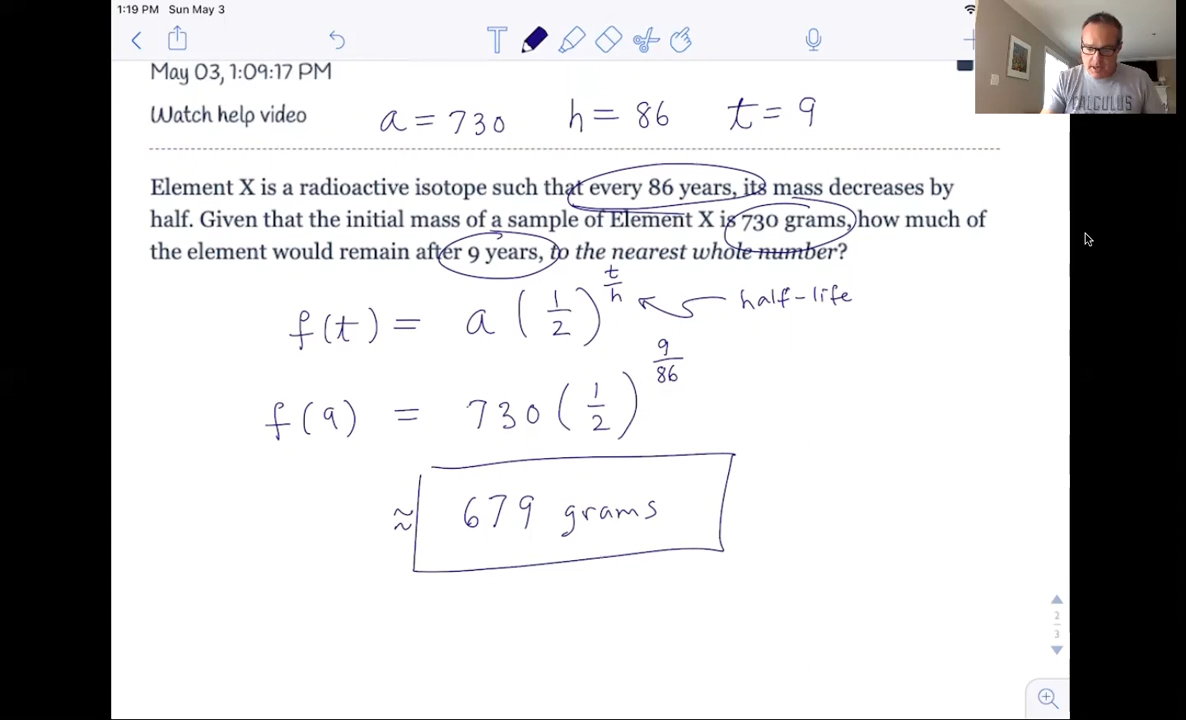 1:19 PM Sun May 3
May 03, 1:09:17 PM
Watch help video a = 730 h = 86 t = 9
CALCULUS
Element X is a radioactive isotope such that every 86 years, its mass decreases by
half. Given that the initial mass of a sample of Element X is 730 grams, how much of
the element would remain after 9 years, to the nearest whole number?
f(t) = a (1/2)^(t/h) half-life
f(9) = 730 (1/2)^(9/86)
≈ 679 grams
2
3